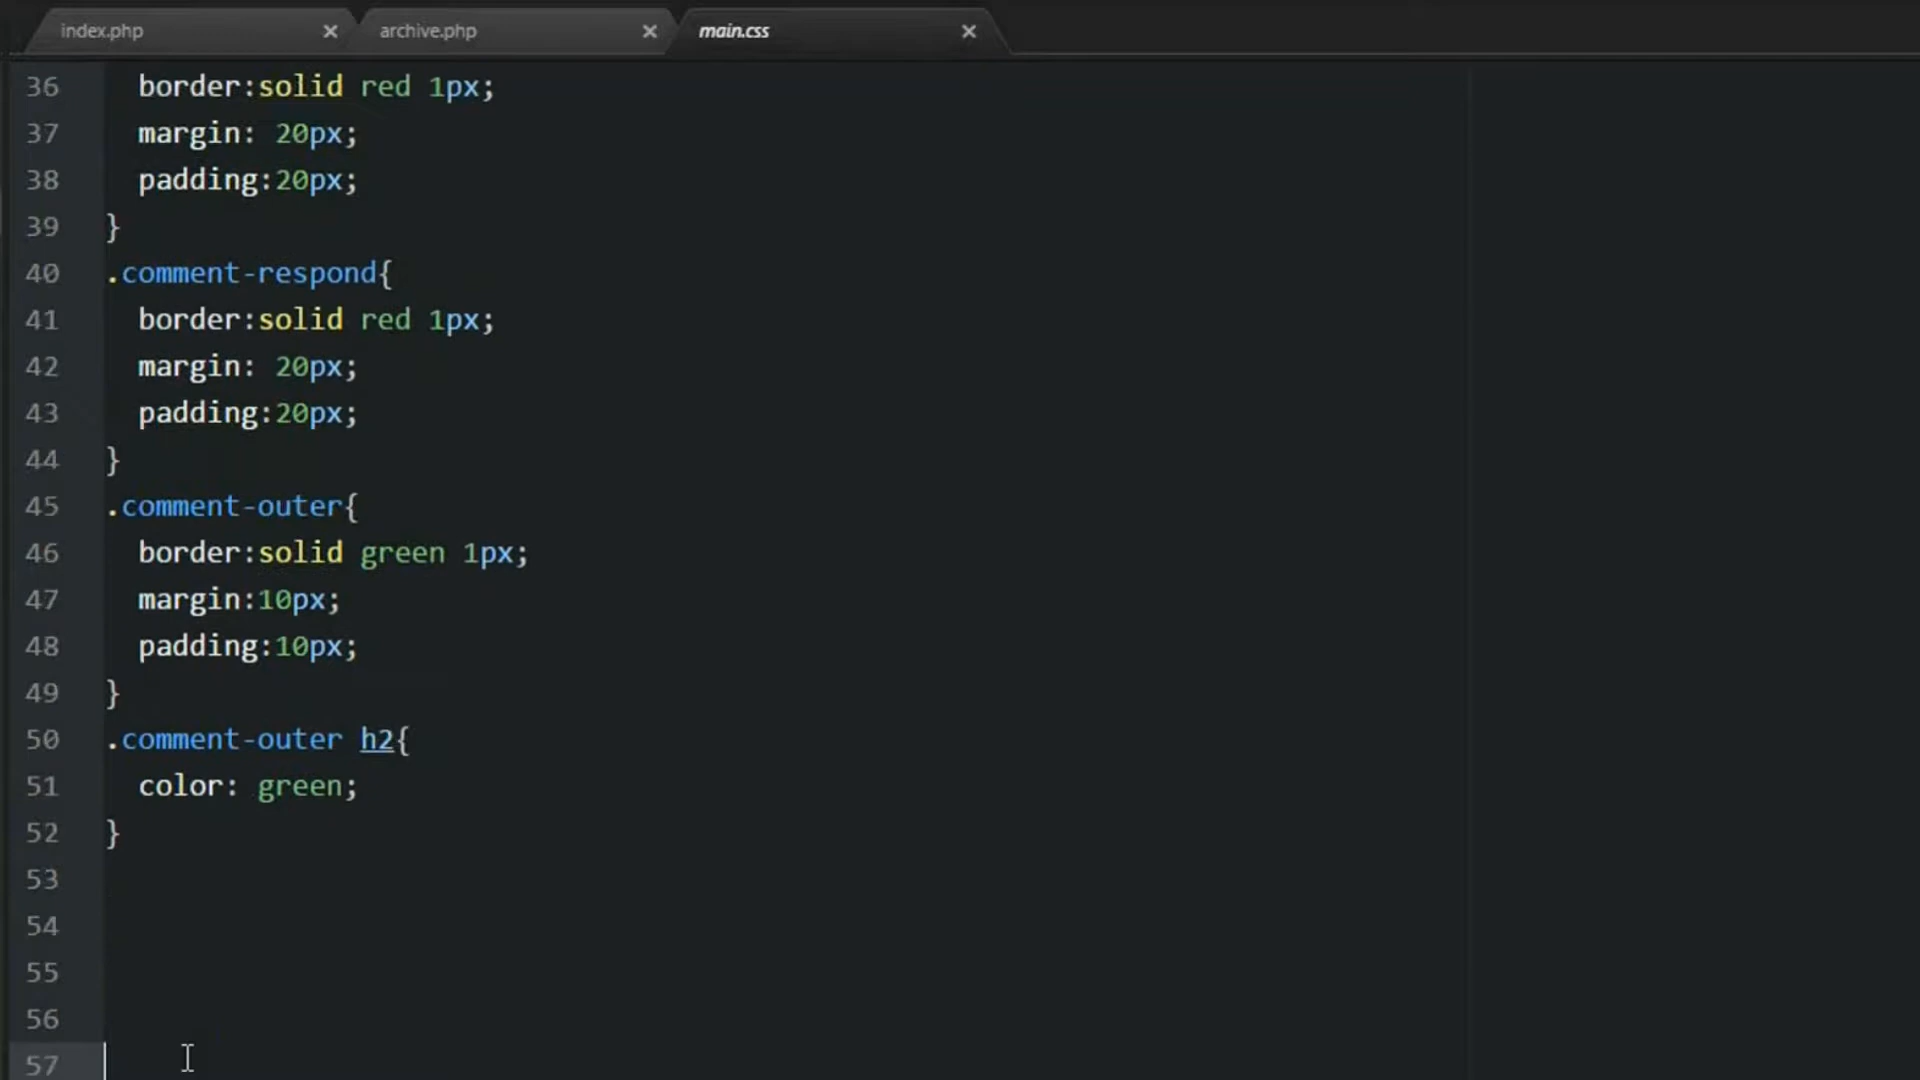 index.php × archive.php × main.css ×
36 border:solid red 1px;
37 margin: 20px;
38 padding:20px;
39 }
40 .comment-respond{
41 border:solid red 1px;
42 margin: 20px;
43 padding:20px;
44 }
45 .comment-outer{
46 border:solid green 1px;
47 margin:10px;
48 padding:10px;
49 }
50 .comment-outer h2{
51 color: green;
52 }
53
54
55
56
57